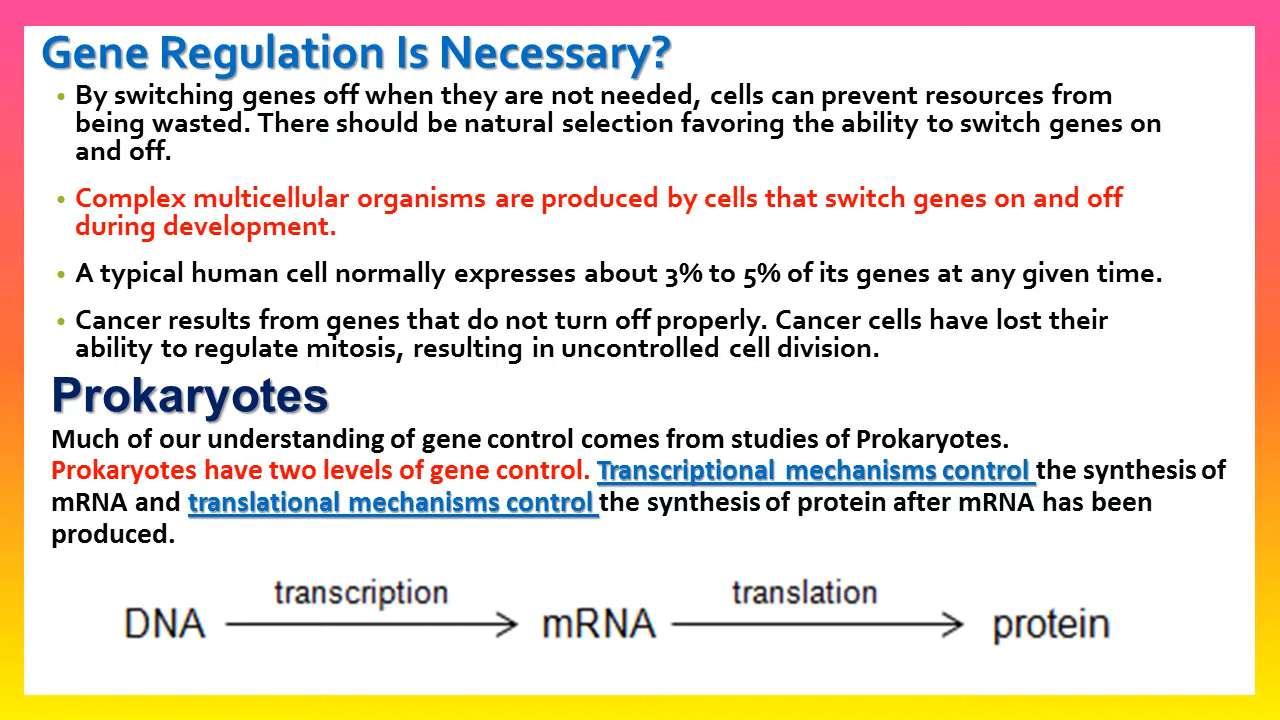 Gene Regulation Is Necessary?
• By switching genes off when they are not needed, cells can prevent resources from
being wasted. There should be natural selection favoring the ability to switch genes on
and off.
• Complex multicellular organisms are produced by cells that switch genes on and off
during development.
• A typical human cell normally expresses about 3% to 5% of its genes at any given time.
• Cancer results from genes that do not turn off properly. Cancer cells have lost their
ability to regulate mitosis, resulting in uncontrolled cell division.
Prokaryotes
Much of our understanding of gene control comes from studies of Prokaryotes.
Prokaryotes have two levels of gene control. Transcriptional mechanisms control the synthesis of
mRNA and translational mechanisms control the synthesis of protein after mRNA has been
produced.
transcription translation
DNA mRNA protein